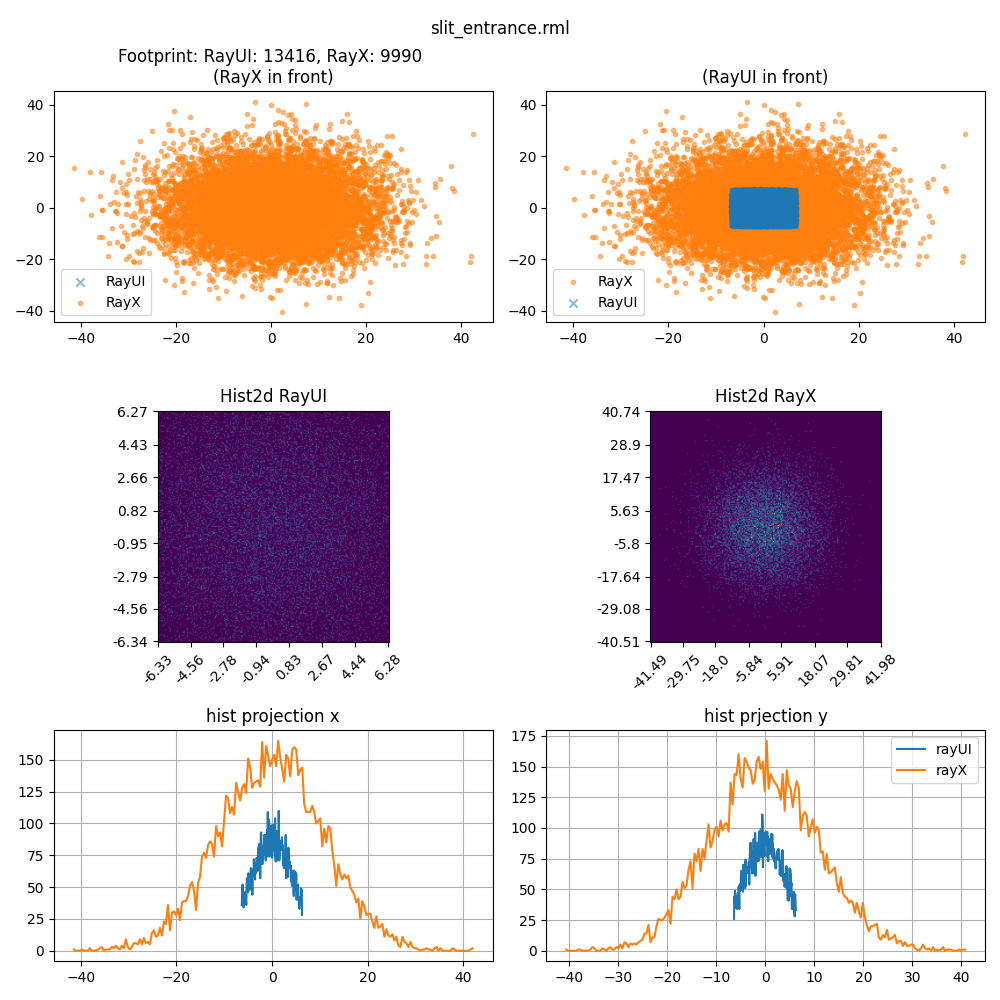 slit_entrance.rml
Footprint: RayUI: 13416, RayX: 9990
(RayX in front)
(RayUI in front)
40
20
0
−20
−40
RayUI
RayX
−40 −20 0 20 40
40
20
0
−20
−40
RayX
RayUI
−40 −20 0 20 40
Hist2d RayUI
6.27
4.43
2.66
0.82
-0.95
-2.79
-4.56
-6.34
-6.33 -4.56 -2.78 -0.94 0.83 2.67 4.44 6.28
Hist2d RayX
40.74
28.9
17.47
5.63
-5.8
-17.64
-29.08
-40.51
-41.49 -29.75 -18.0 -5.84 5.91 18.07 29.81 41.98
hist projection x
150
125
100
75
50
25
0
−40 −20 0 20 40
hist prjection y
175
150
125
100
75
50
25
0
rayUI
rayX
−40 −30 −20 −10 0 10 20 30 40